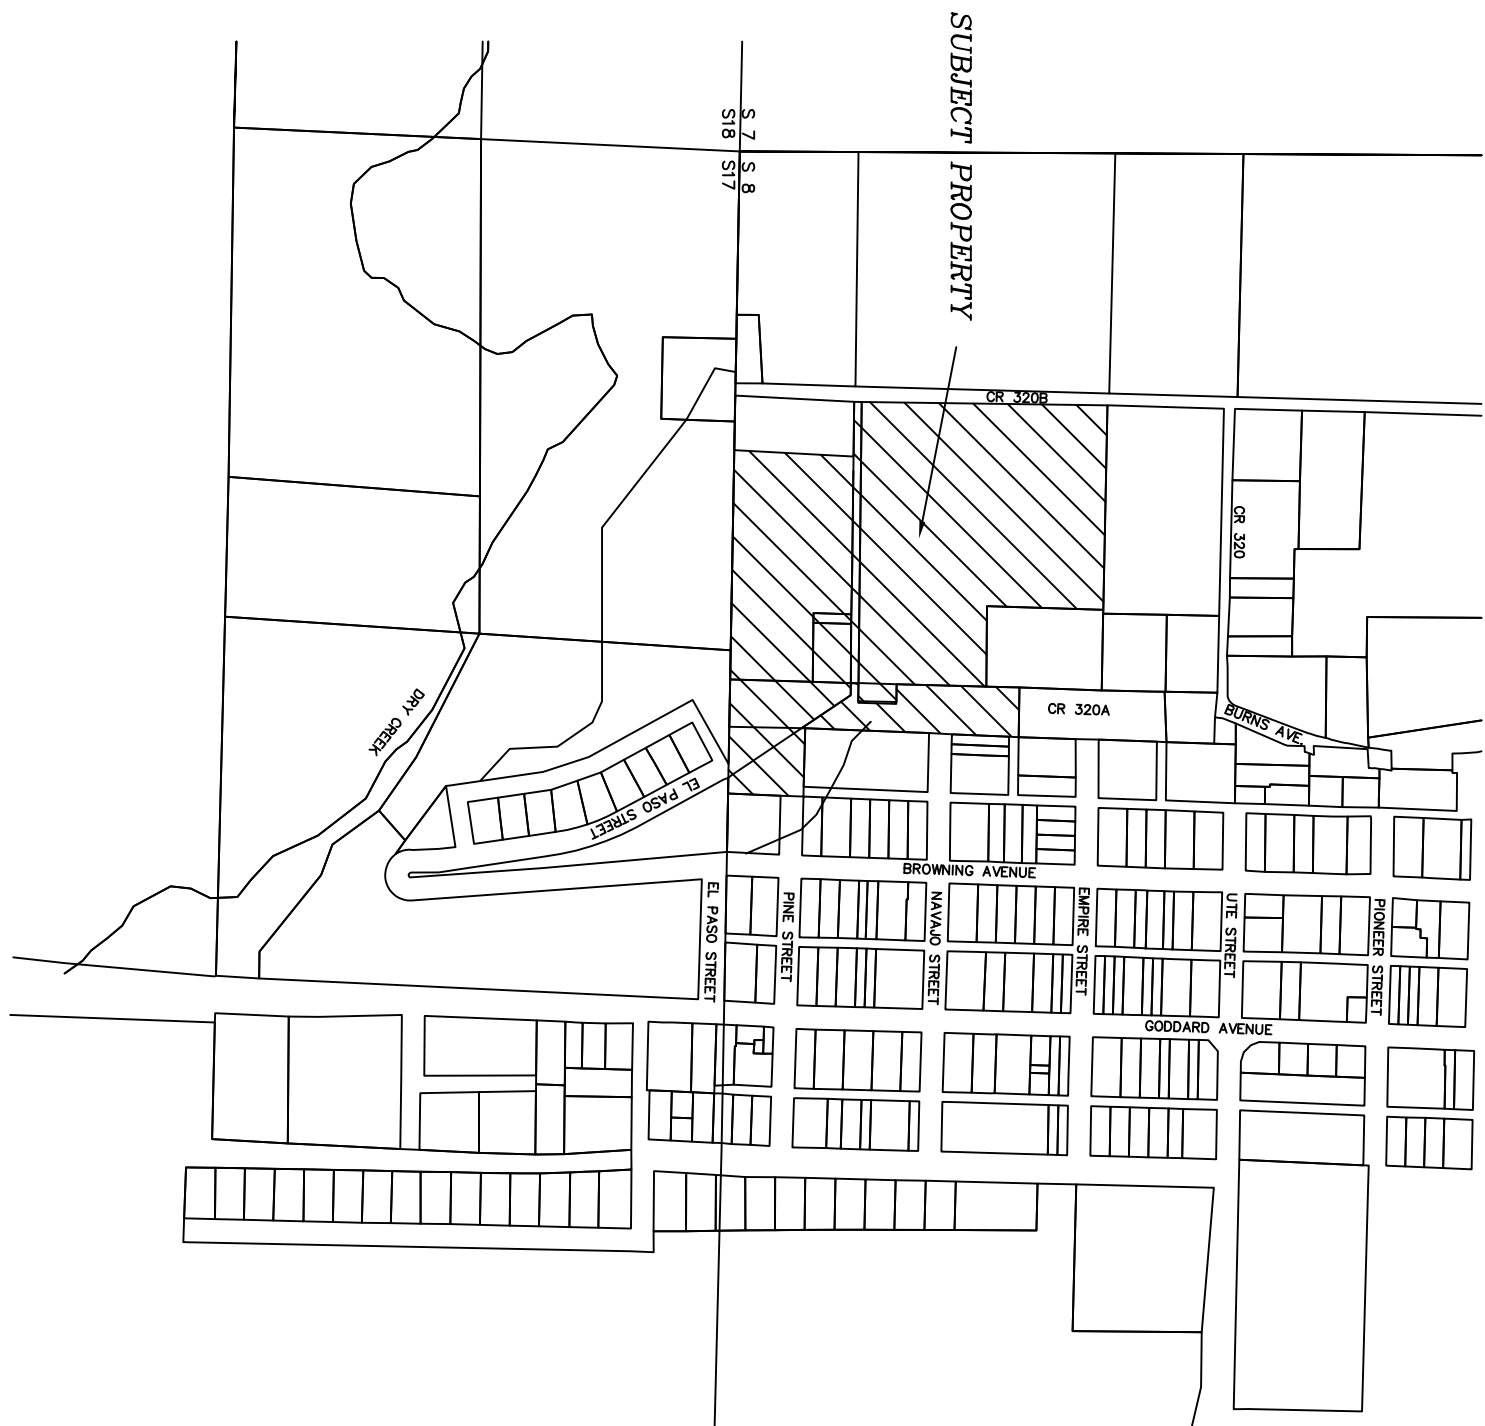 SUBJECT PROPERTY
S 7
S18
S 8
S17
CR 320B
CR 320
CR 320A
BURNS AVE.
DRY CREEK
EL PASO STREET
BROWNING AVENUE
EL PASO STREET
PINE STREET
NAVAJO STREET
EMPIRE STREET
UTE STREET
PIONEER STREET
GODDARD AVENUE